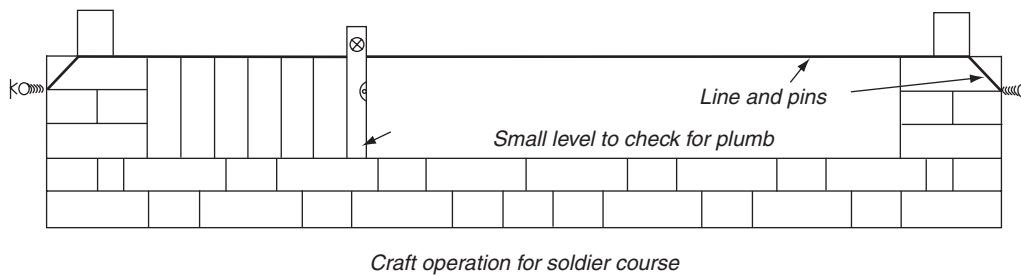 Line and pins
Small level to check for plumb
Craft operation for soldier course